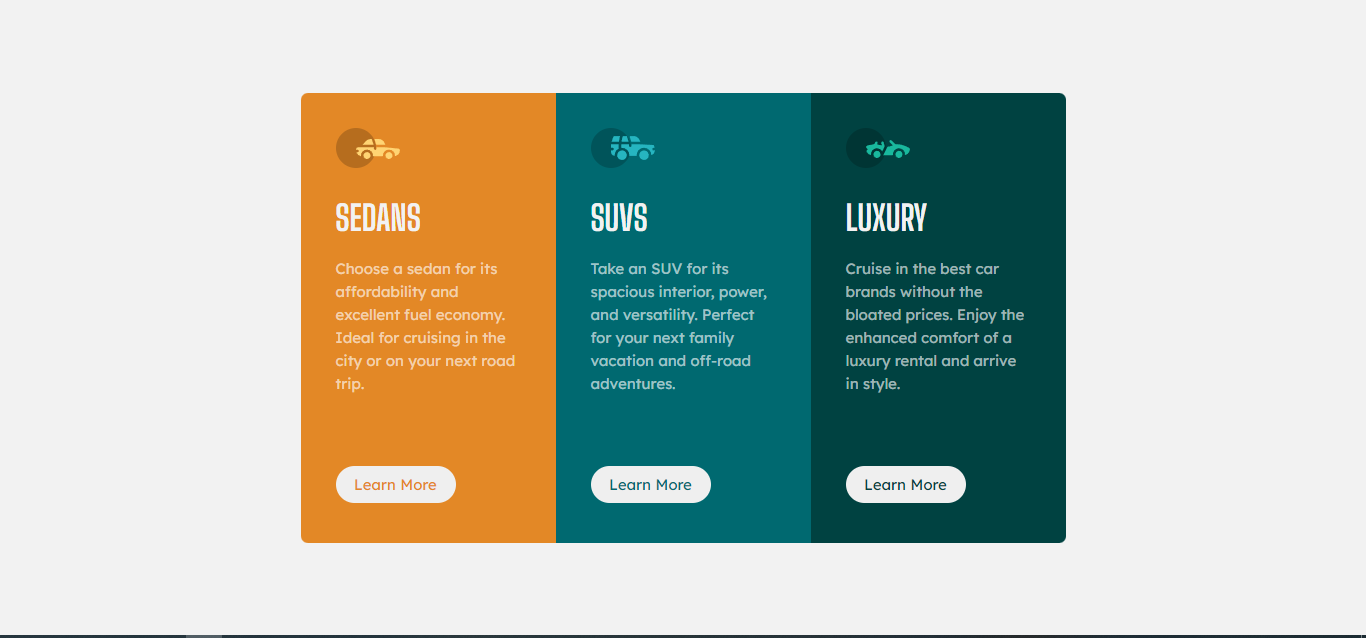 SEDANS
Choose a sedan for its
affordability and
excellent fuel economy.
Ideal for cruising in the
city or on your next road
trip.
Learn More
SUVS
Take an SUV for its
spacious interior, power,
and versatility. Perfect
for your next family
vacation and off-road
adventures.
Learn More
LUXURY
Cruise in the best car
brands without the
bloated prices. Enjoy the
enhanced comfort of a
luxury rental and arrive
in style.
Learn More